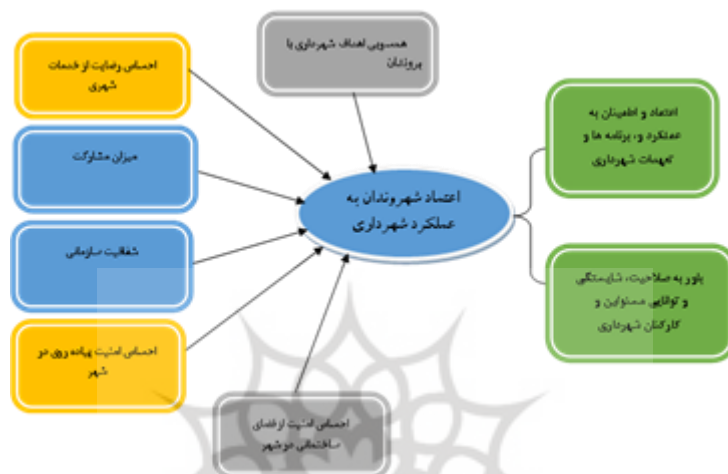 همسویی اهداف شهرداری با
احساس رضایت از خدمات
شهری
میزان مشارکت
شفافیت سازمانی
احساس امنیت پیاده روی در
شهر
احساس امنیت از فضای
ساختمانی در شهر
اعتماد شهروندان به
عملکرد شهرداری
اعتماد و اطمینان به
عملکرد و، برنامه ها و
تعهدات شهرداری
باور به صلاحیت، شایستگی
و توانایی مسئولین و
کارکنان شهرداری